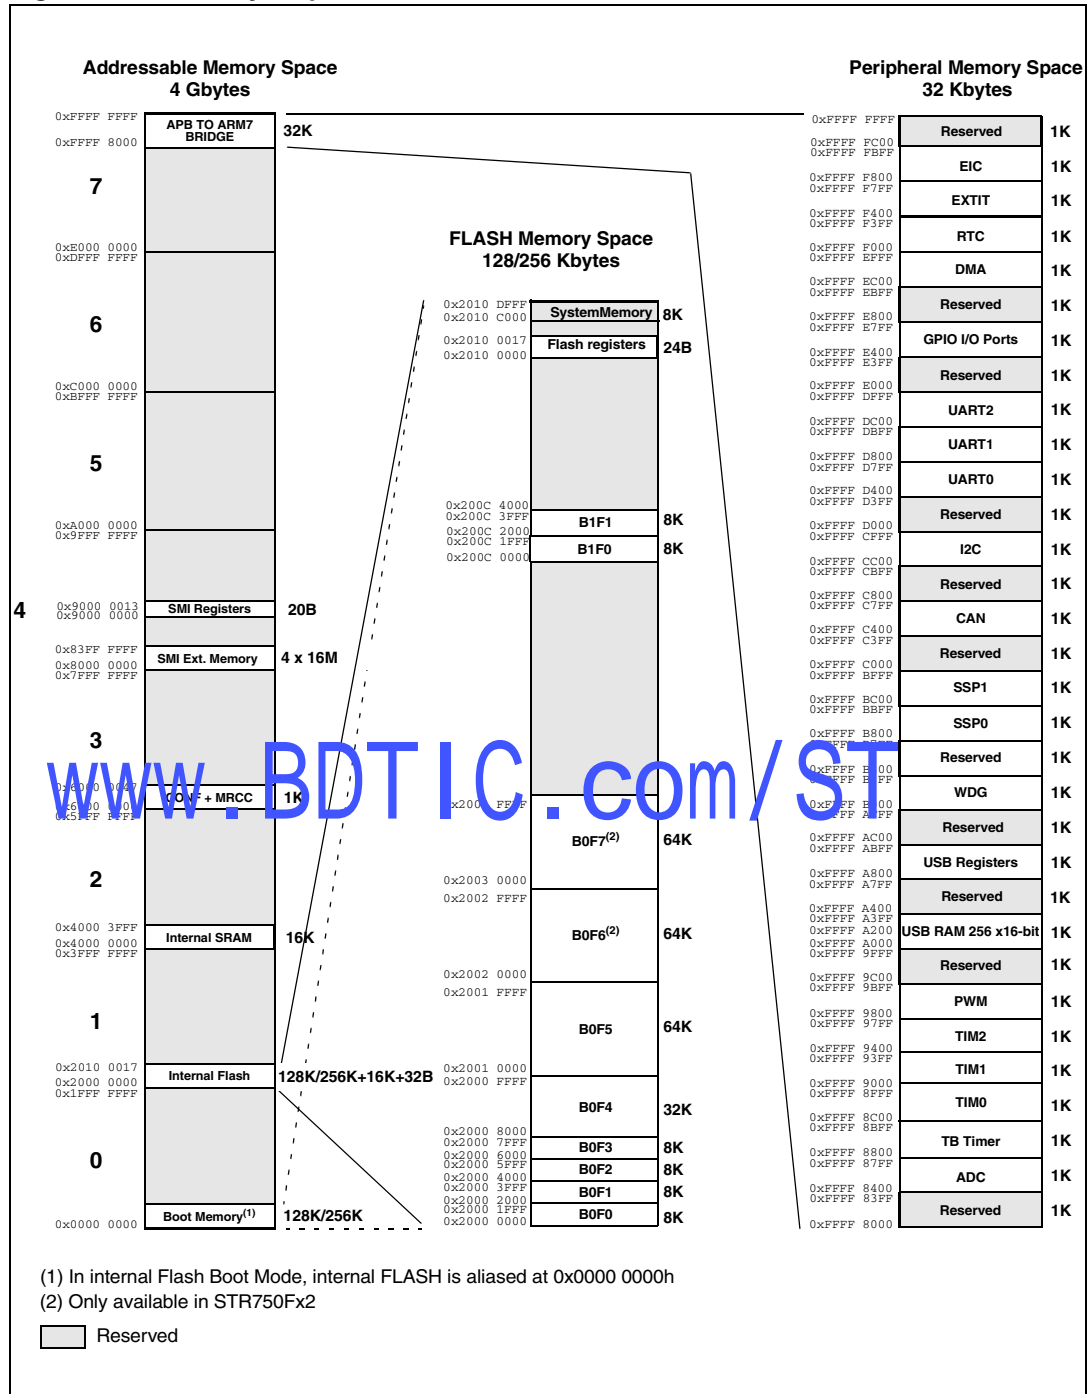 Addressable Memory Space
4 Gbytes
0xFFFF FFFF
APB TO ARM7
BRIDGE
32K
0xFFFF 8000
7
0xE000 0000
0xDFFF FFFF
6
0xC000 0000
0xBFFF FFFF
5
0xA000 0000
0x9FFF FFFF
4
0x9000 0013
0x9000 0000
SMI Registers
20B
0x83FF FFFF
0x8000 0000
0x7FFF FFFF
SMI Ext. Memory
4 x 16M
3
CONF + MRCC
1K
2
0x4000 3FFF
0x4000 0000
0x3FFF FFFF
Internal SRAM
16K
1
0x2010 0017
0x2000 0000
0x1FFF FFFF
Internal Flash
128K/256K+16K+32B
0
Boot Memory(1)
128K/256K
0x0000 0000
FLASH Memory Space
128/256 Kbytes
0x2010 DFFF
0x2010 C000
SystemMemory
8K
0x2010 0017
0x2010 0000
Flash registers
24B
0x200C 4000
0x200C 3FFF
B1F1
8K
0x200C 2000
0x200C 1FFF
B1F0
8K
0x200C 0000
B0F7(2)
64K
0x2003 0000
0x2002 FFFF
B0F6(2)
64K
0x2002 0000
0x2001 FFFF
B0F5
64K
0x2001 0000
0x2000 FFFF
B0F4
32K
0x2000 8000
0x2000 7FFF
B0F3
8K
0x2000 6000
0x2000 5FFF
B0F2
8K
0x2000 4000
0x2000 3FFF
B0F1
8K
0x2000 2000
0x2000 1FFF
B0F0
8K
0x2000 0000
Peripheral Memory Space
32 Kbytes
0xFFFF FFFF
Reserved
1K
0xFFFF FC00
0xFFFF FBFF
EIC
1K
0xFFFF F800
0xFFFF F7FF
EXTIT
1K
0xFFFF F400
0xFFFF F3FF
RTC
1K
0xFFFF F000
0xFFFF EFFF
DMA
1K
0xFFFF EC00
0xFFFF EBFF
Reserved
1K
0xFFFF E800
0xFFFF E7FF
GPIO I/O Ports
1K
0xFFFF E400
0xFFFF E3FF
Reserved
1K
0xFFFF E000
0xFFFF DFFF
UART2
1K
0xFFFF DC00
0xFFFF DBFF
UART1
1K
0xFFFF D800
0xFFFF D7FF
UART0
1K
0xFFFF D400
0xFFFF D3FF
Reserved
1K
0xFFFF D000
0xFFFF CFFF
I2C
1K
0xFFFF CC00
0xFFFF CBFF
Reserved
1K
0xFFFF C800
0xFFFF C7FF
CAN
1K
0xFFFF C400
0xFFFF C3FF
Reserved
1K
0xFFFF C000
0xFFFF BFFF
SSP1
1K
0xFFFF BC00
0xFFFF BBFF
SSP0
1K
0xFFFF B800
Reserved
1K
WDG
1K
Reserved
1K
0xFFFF AC00
0xFFFF ABFF
USB Registers
1K
0xFFFF A800
0xFFFF A7FF
Reserved
1K
0xFFFF A400
0xFFFF A3FF
0xFFFF A200
USB RAM 256 x16-bit
1K
0xFFFF A000
0xFFFF 9FFF
Reserved
1K
0xFFFF 9C00
0xFFFF 9BFF
PWM
1K
0xFFFF 9800
0xFFFF 97FF
TIM2
1K
0xFFFF 9400
0xFFFF 93FF
TIM1
1K
0xFFFF 9000
0xFFFF 8FFF
TIM0
1K
0xFFFF 8C00
0xFFFF 8BFF
TB Timer
1K
0xFFFF 8800
0xFFFF 87FF
ADC
1K
0xFFFF 8400
0xFFFF 83FF
Reserved
1K
0xFFFF 8000
www.BDTIC.com/ST
(1) In internal Flash Boot Mode, internal FLASH is aliased at 0x0000 0000h
(2) Only available in STR750Fx2
Reserved